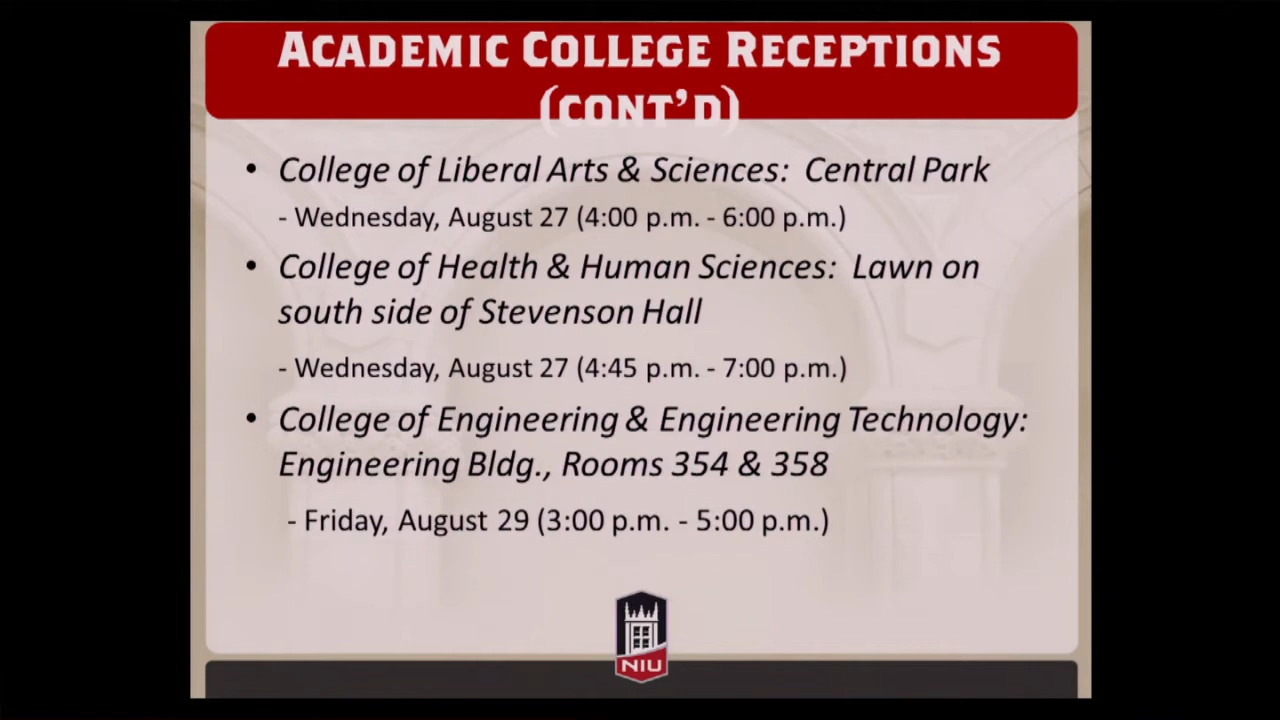 ACADEMIC COLLEGE RECEPTIONS
(CONT'D)
• College of Liberal Arts & Sciences: Central Park
- Wednesday, August 27 (4:00 p.m. - 6:00 p.m.)
• College of Health & Human Sciences: Lawn on
south side of Stevenson Hall
- Wednesday, August 27 (4:45 p.m. - 7:00 p.m.)
• College of Engineering & Engineering Technology:
Engineering Bldg., Rooms 354 & 358
- Friday, August 29 (3:00 p.m. - 5:00 p.m.)
NIU